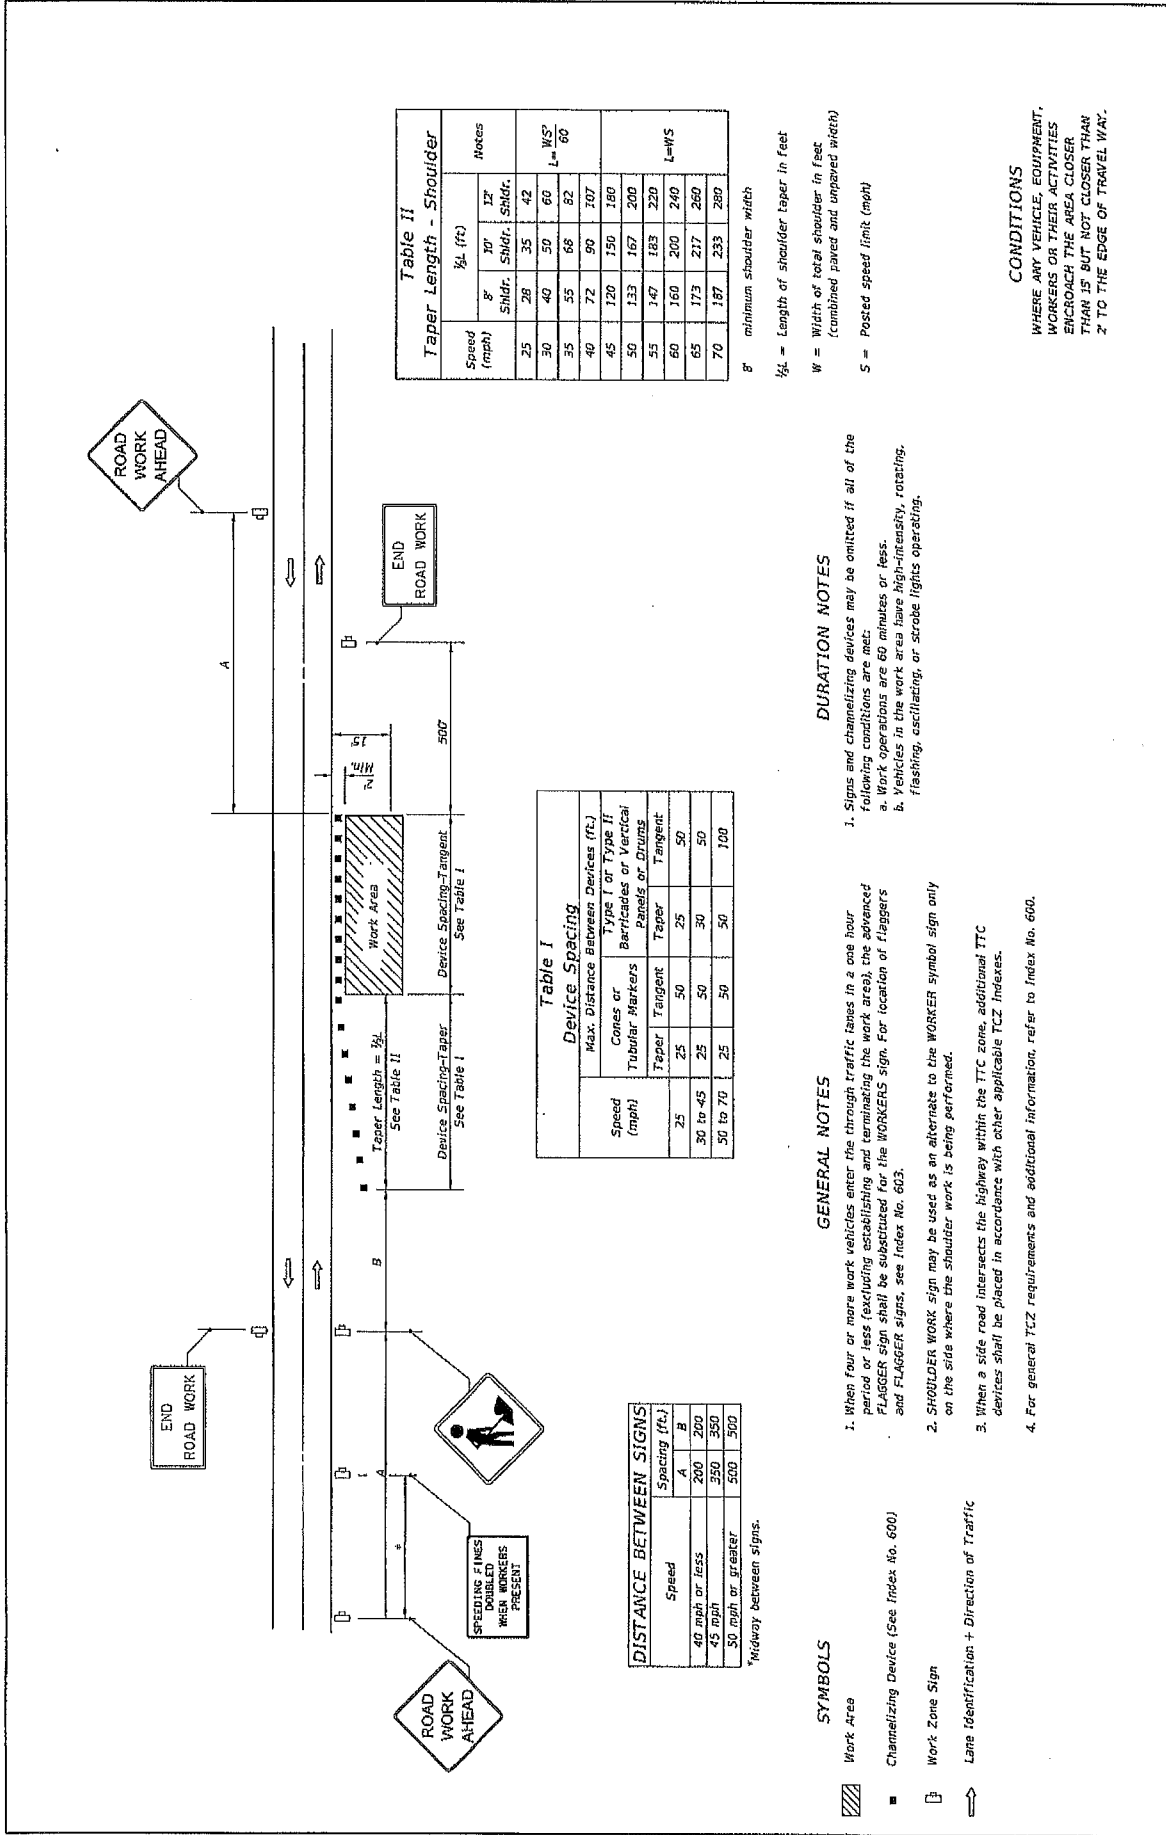 ROAD
WORK
AHEAD
A
END
ROAD WORK
END
ROAD WORK
2'
Min.
15'
500'
Work Area
Taper Length = ⅓L
See Table II
Device Spacing-Taper
See Table I
Device Spacing-Tangent
See Table I
B
A
*
SPEEDING FINES
DOUBLED
WHEN WORKERS
PRESENT
ROAD
WORK
AHEAD
DISTANCE BETWEEN SIGNS
Speed Spacing (ft.)
A B
40 mph or less 200 200
45 mph 350 350
50 mph or greater 500 500
*Midway between signs.
Table I
Device Spacing
Speed
(mph)
Max. Distance Between Devices (ft.)
Cones or
Tubular Markers
Type I or Type II
Barricades or Vertical
Panels or Drums
Taper Tangent Taper Tangent
25 25 50 25 50
30 to 45 25 50 30 50
50 to 70 25 50 50 100
Table II
Taper Length - Shoulder
Speed
(mph)
⅓L (ft)
Notes
8'
Shldr.
10'
Shldr.
12'
Shldr.
25 28 35 42
30 40 50 60
35 55 68 82
40 72 90 107
L= WS²
60
45 120 150 180
50 133 167 200
55 147 183 220
60 160 200 240
65 173 217 260
70 187 233 280
L=WS
8' minimum shoulder width
⅓L = Length of shoulder taper in feet
W = Width of total shoulder in feet
(combined paved and unpaved width)
S = Posted speed limit (mph)
SYMBOLS
Work Area
Channelizing Device (See Index No. 600)
Work Zone Sign
Lane Identification + Direction of Traffic
GENERAL NOTES
1. When four or more work vehicles enter the through traffic lanes in a one hour
period or less (excluding establishing and terminating the work area), the advanced
FLAGGER sign shall be substituted for the WORKERS sign. For location of flaggers
and FLAGGER signs, see Index No. 603.
2. SHOULDER WORK sign may be used as an alternate to the WORKER symbol sign only
on the side where the shoulder work is being performed.
3. When a side road intersects the highway within the TTC zone, additional TTC
devices shall be placed in accordance with other applicable TCZ Indexes.
4. For general TCZ requirements and additional information, refer to Index No. 600.
DURATION NOTES
1. Signs and channelizing devices may be omitted if all of the
following conditions are met:
a. Work operations are 60 minutes or less.
b. Vehicles in the work area have high-intensity, rotating,
flashing, oscillating, or strobe lights operating.
CONDITIONS
WHERE ANY VEHICLE, EQUIPMENT,
WORKERS OR THEIR ACTIVITIES
ENCROACH THE AREA CLOSER
THAN 15' BUT NOT CLOSER THAN
2' TO THE EDGE OF TRAVEL WAY.